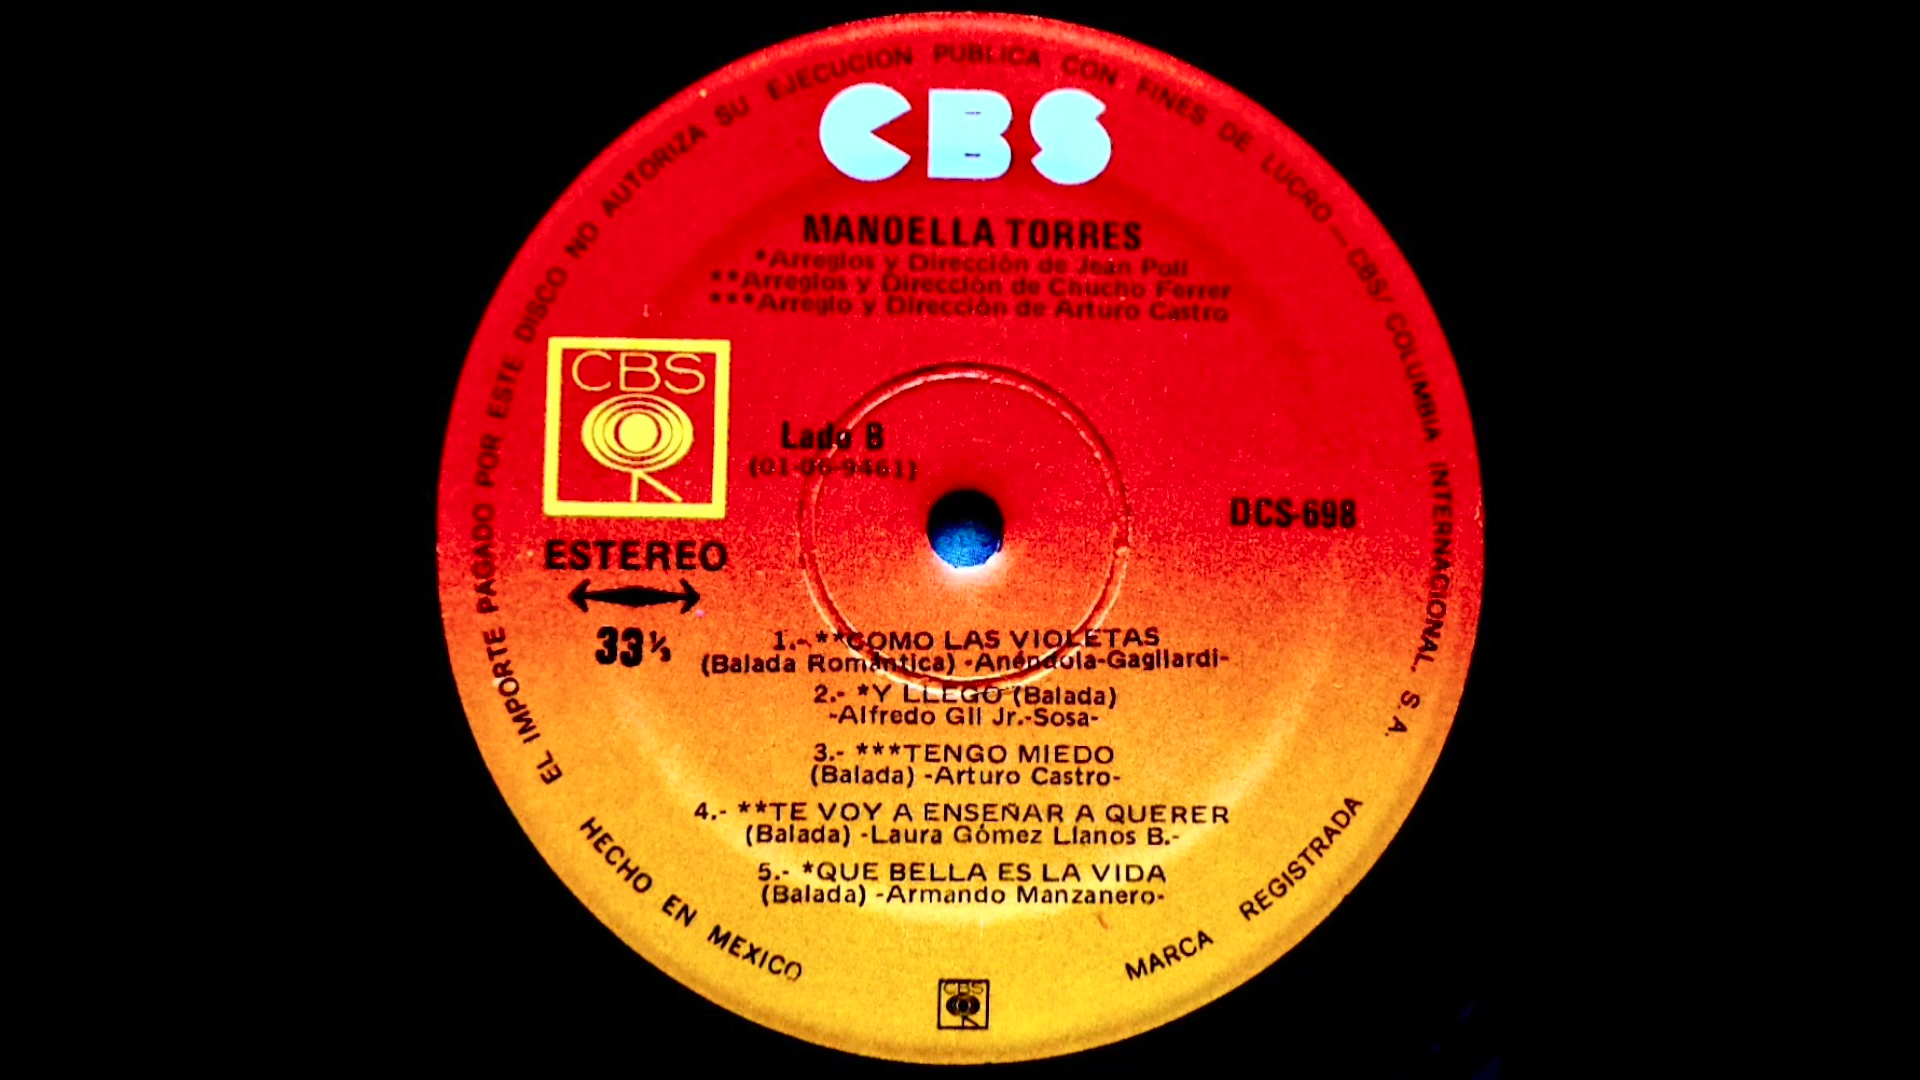 EL IMPORTE PAGADO POR ESTE DISCO NO AUTORIZA SU EJECUCION PUBLICA CON FINES DE LUCRO — CBS/COLUMBIA INTERNACIONAL, S.A.
CBS
MANOELLA TORRES
*Arreglos y Dirección de Jean Poll
**Arreglos y Dirección de Chucho Ferrer
***Arreglo y Dirección de Arturo Castro
CBS
Lado B
(01-06-9461)
DCS-698
ESTEREO
33⅓
1.- **COMO LAS VIOLETAS
(Balada Romántica) -Anéndola-Gagliardi-
2.- *Y LLEGO (Balada)
-Alfredo Gil Jr.-Sosa-
3.- ***TENGO MIEDO
(Balada) -Arturo Castro-
4.- **TE VOY A ENSEÑAR A QUERER
(Balada) -Laura Gómez Llanos B.-
5.- *QUE BELLA ES LA VIDA
(Balada) -Armando Manzanero-
HECHO EN MEXICO
MARCA REGISTRADA
CBS